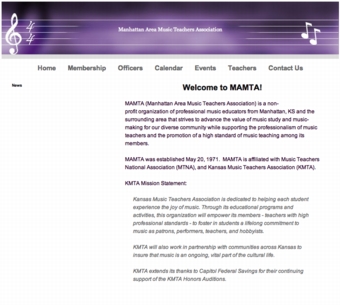 Manhattan Area Music Teachers Association
Home Membership Officers Calendar Events Teachers Contact Us
News
Welcome to MAMTA!
MAMTA (Manhattan Area Music Teachers Association) is a non-
profit organization of professional music educators from Manhattan, KS and the
surrounding area that strives to advance the value of music study and music-
making for our diverse community while supporting the professionalism of music
teachers and the promotion of a high standard of music teaching among its
members.
MAMTA was established May 20, 1971. MAMTA is affiliated with Music Teachers
National Association (MTNA), and Kansas Music Teachers Association (KMTA).
KMTA Mission Statement:
Kansas Music Teachers Association is dedicated to helping each student
experience the joy of music. Through its educational programs and
activities, this organization will empower its members - teachers with high
professional standards - to foster in students a lifelong commitment to
music as patrons, performers, teachers, and hobbyists.
KMTA will also work in partnership with communities across Kansas to
insure that music is an ongoing, vital part of the cultural life.
KMTA extends its thanks to Capitol Federal Savings for their continuing
support of the KMTA Honors Auditions.